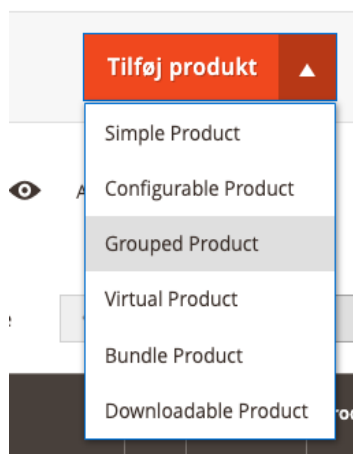 Tilføj produkt
Simple Product
Configurable Product
Grouped Product
Virtual Product
Bundle Product
Downloadable Product